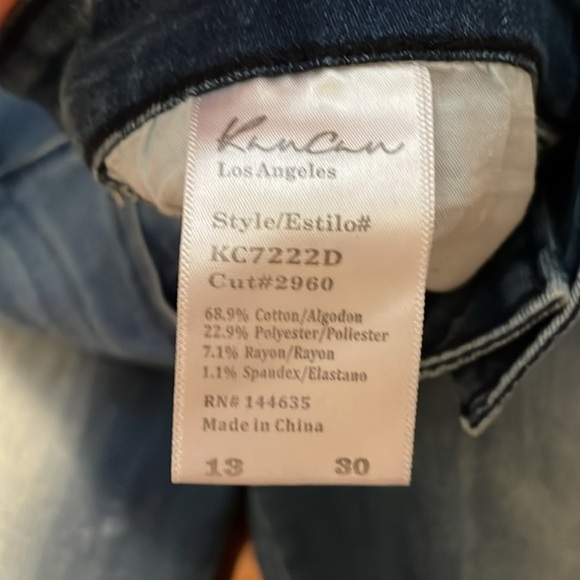 KanCan
Los Angeles
Style/Estilo#
KC7222D
Cut#2960
68.9% Cotton/Algodon
22.9% Polyester/Poliester
7.1% Rayon/Rayon
1.1% Spandex/Elastano
RN# 144635
Made in China
13 30